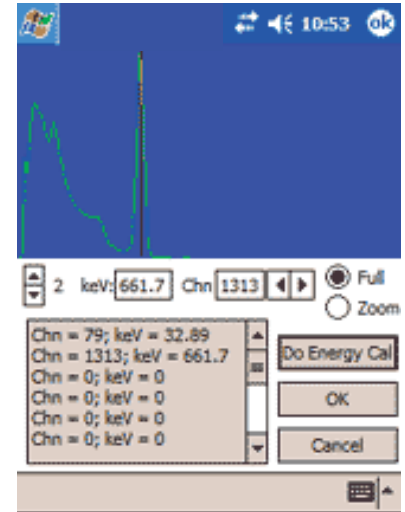 10:53 ok
2 keV: 661.7 Chn 1313 Full
Zoom
Chn = 79; keV = 32.89
Chn = 1313; keV = 661.7
Chn = 0; keV = 0
Chn = 0; keV = 0
Chn = 0; keV = 0
Chn = 0; keV = 0
Do Energy Cal
OK
Cancel